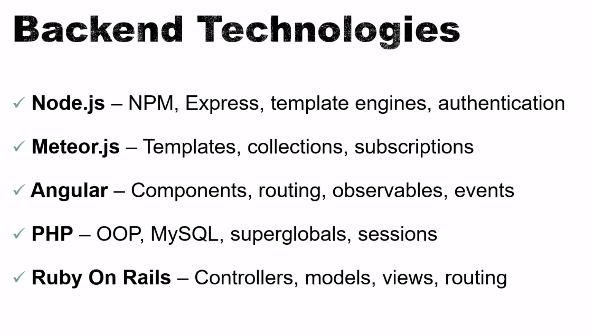 Backend Technologies
✓ Node.js – NPM, Express, template engines, authentication
✓ Meteor.js – Templates, collections, subscriptions
✓ Angular – Components, routing, observables, events
✓ PHP – OOP, MySQL, superglobals, sessions
✓ Ruby On Rails – Controllers, models, views, routing